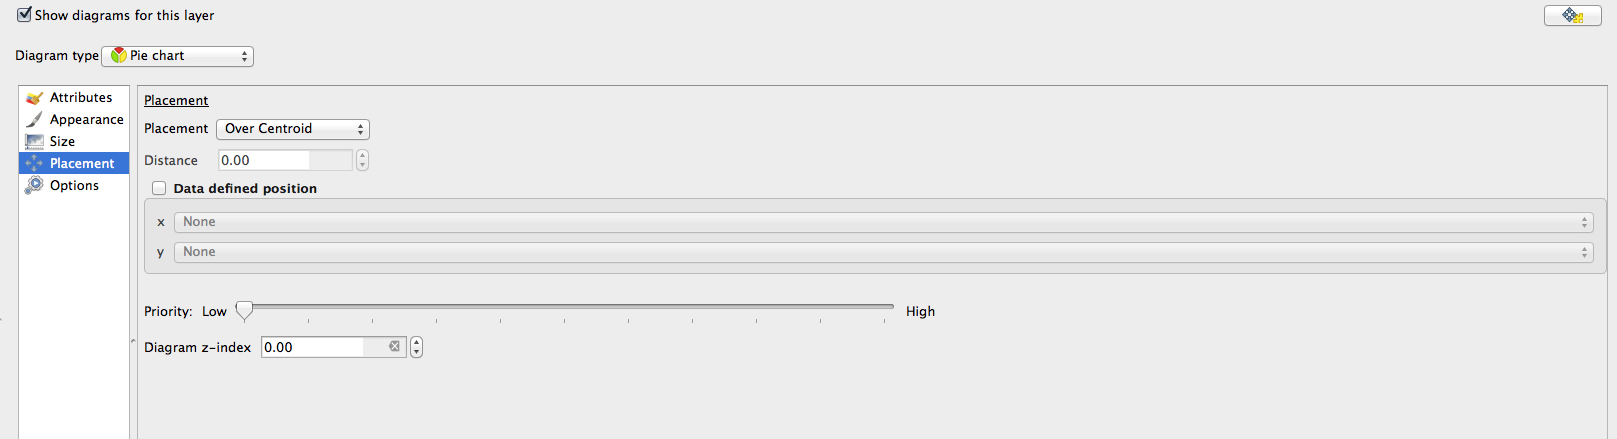 Show diagrams for this layer
Diagram type Pie chart
Attributes
Appearance
Size
Placement
Options
Placement
Placement Over Centroid
Distance 0.00
Data defined position
x None
y None
Priority: Low High
Diagram z-index 0.00